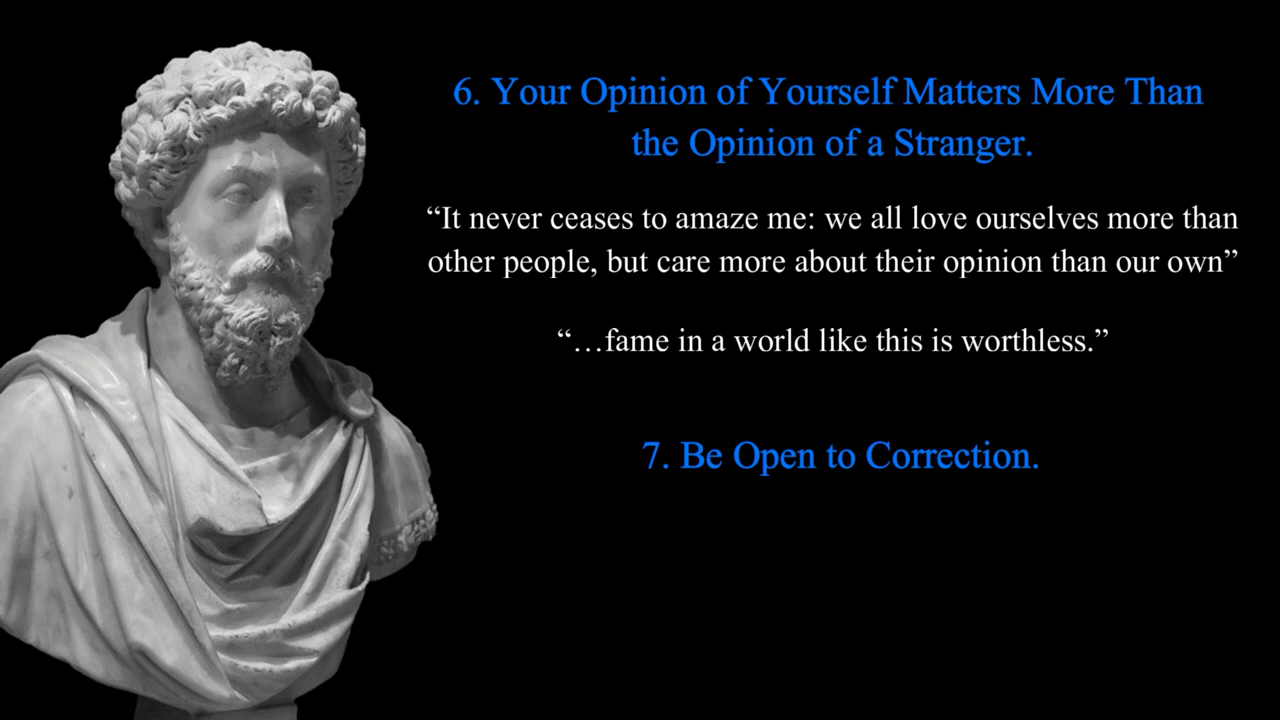 6. Your Opinion of Yourself Matters More Than
the Opinion of a Stranger.
“It never ceases to amaze me: we all love ourselves more than
other people, but care more about their opinion than our own”
“…fame in a world like this is worthless.”
7. Be Open to Correction.